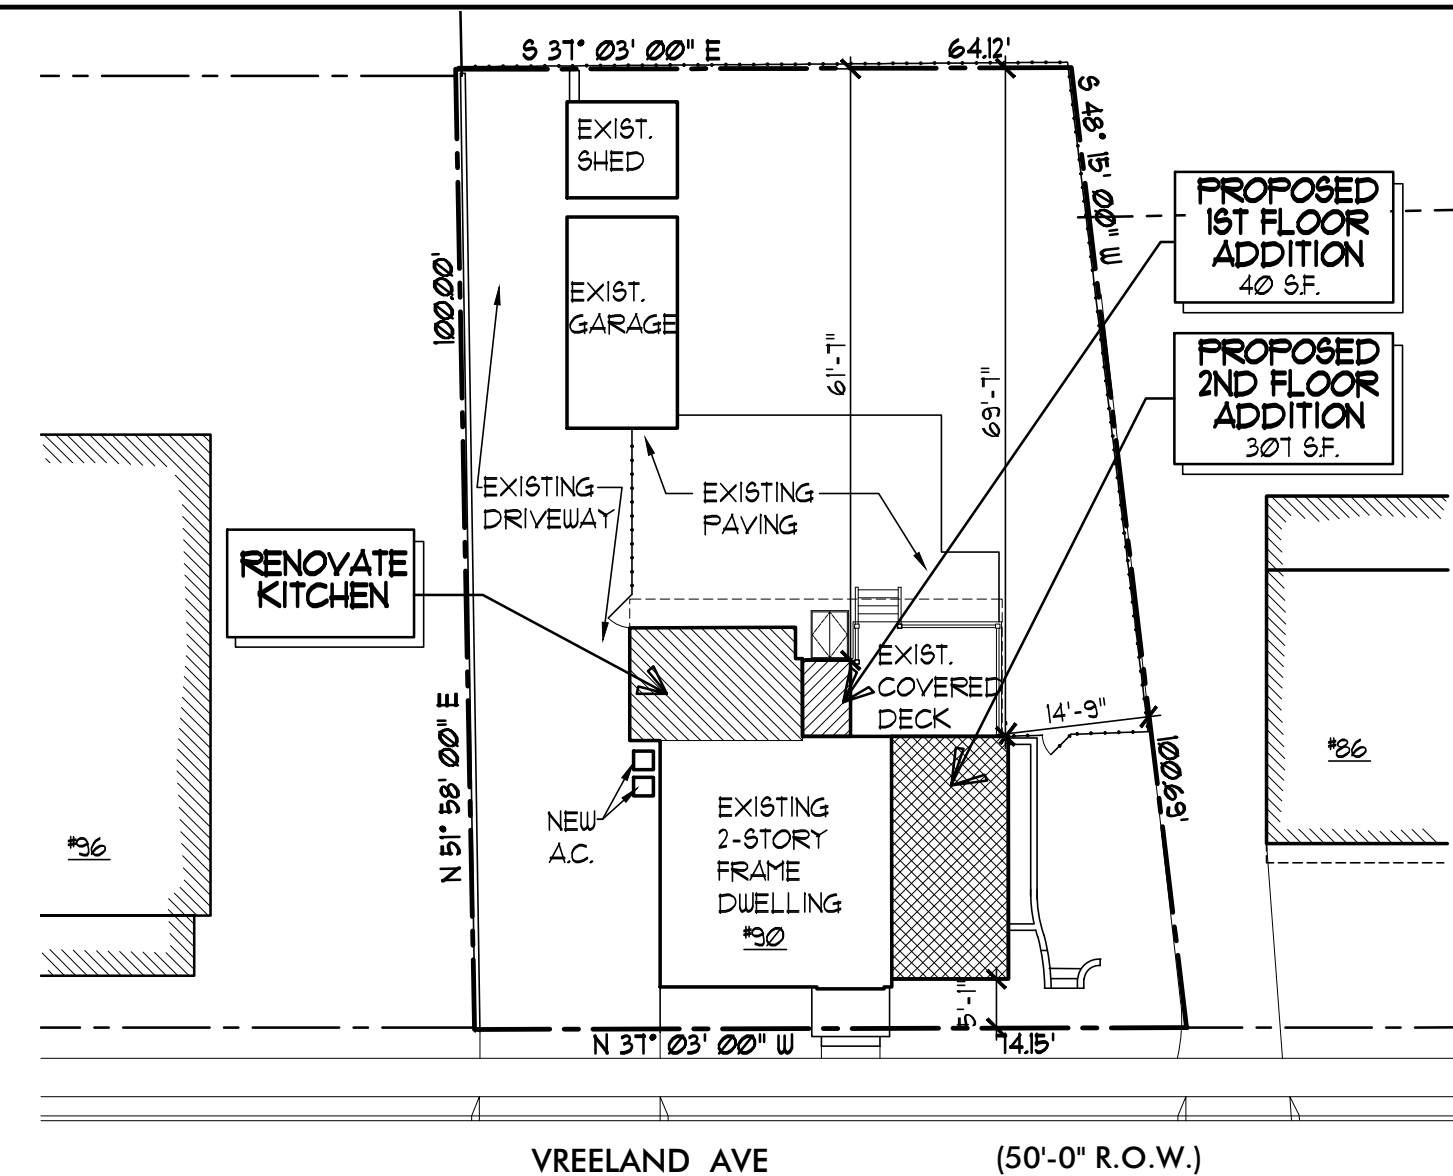 S 37° 03' 00" E
64.12'
S 48° 15' 00" W
EXIST.
SHED
PROPOSED
1ST FLOOR
ADDITION
40 S.F.
100.00'
EXIST.
GARAGE
61'-7"
69'-7"
PROPOSED
2ND FLOOR
ADDITION
307 S.F.
EXISTING
DRIVEWAY
EXISTING
PAVING
RENOVATE
KITCHEN
EXIST.
COVERED
DECK
14'-9"
N 51° 58' 00" E
100.69'
#86
#96
NEW
A.C.
EXISTING
2-STORY
FRAME
DWELLING
#90
5'-1"
N 37° 03' 00" W
74.15'
VREELAND AVE
(50'-0" R.O.W.)